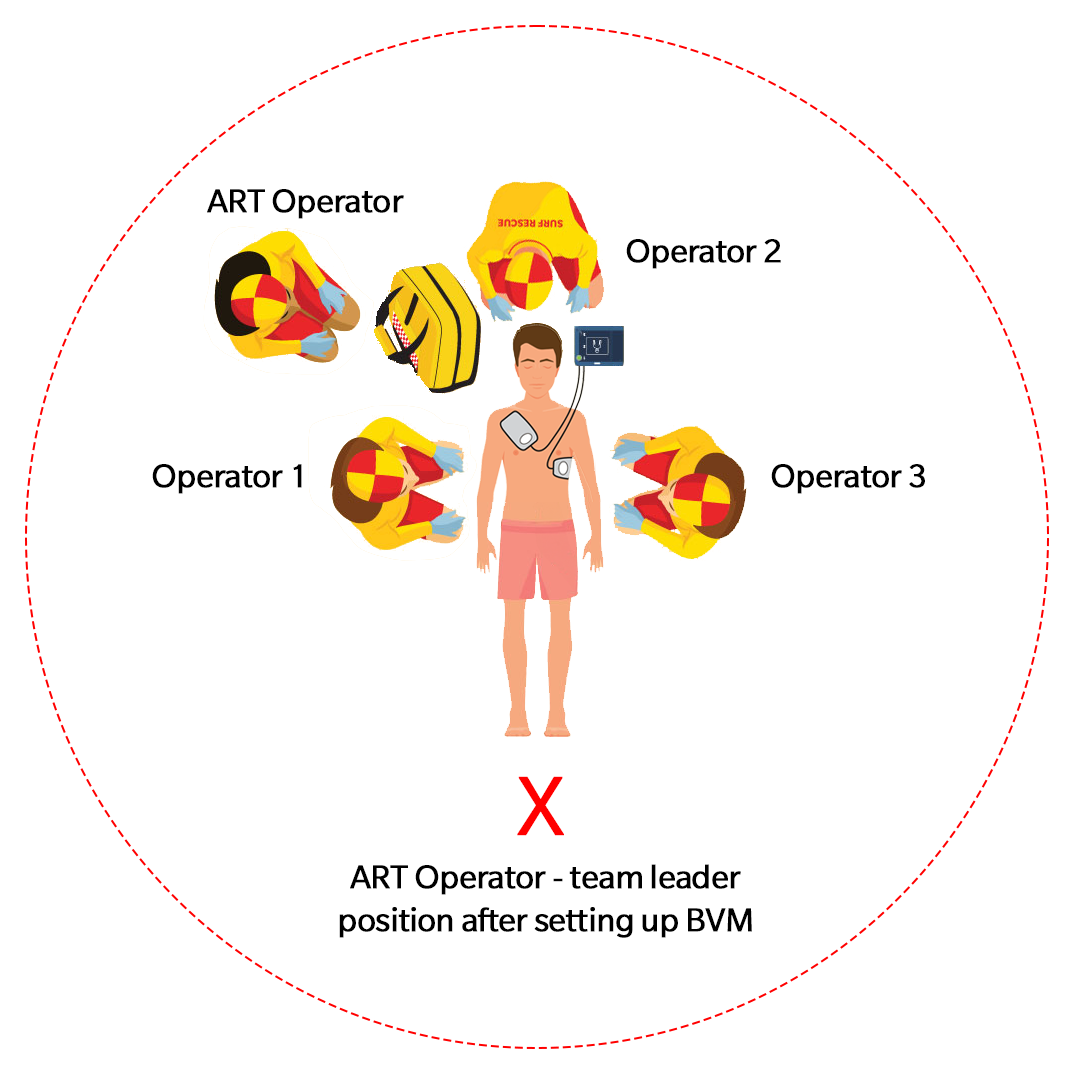 ART Operator
SURF RESCUE
Operator 2
Operator 1
Operator 3
X
ART Operator - team leader
position after setting up BVM